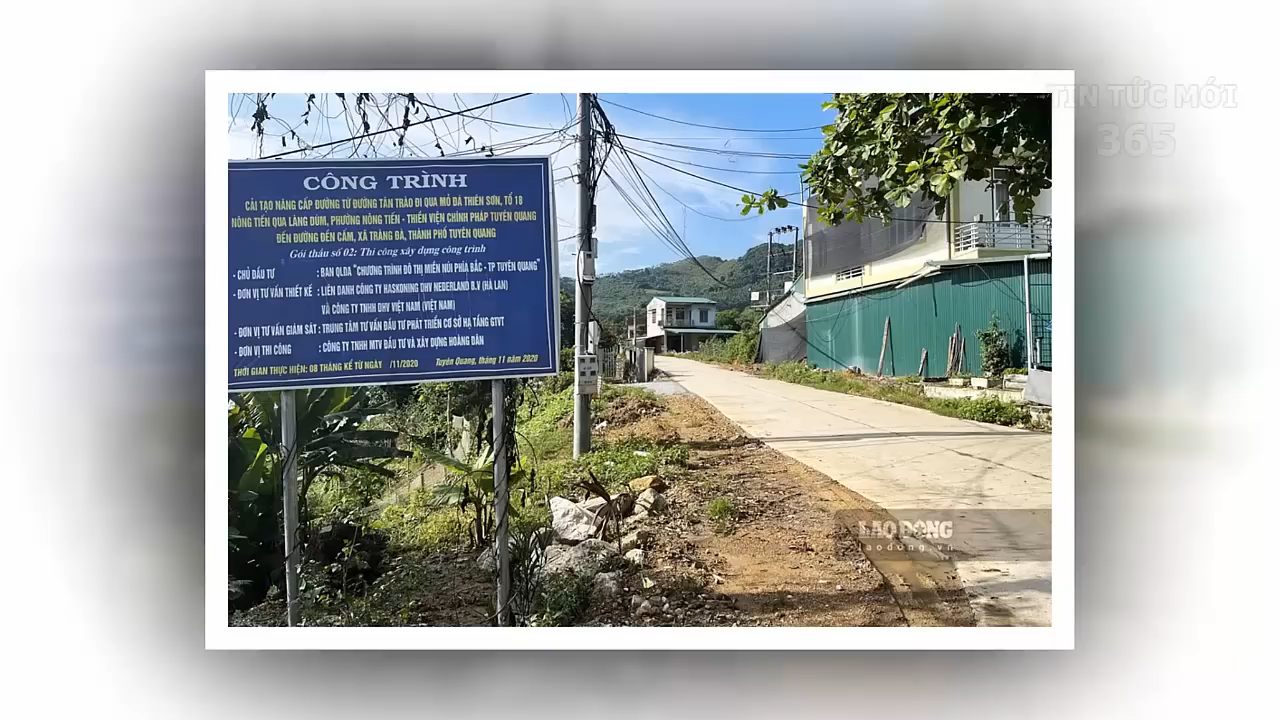 TIN TỨC MỚI
365
CÔNG TRÌNH
CẢI TẠO NÂNG CẤP ĐƯỜNG TỪ ĐƯỜNG TÂN TRÀO ĐI QUA MỎ ĐÁ THIÊN SƠN, TỔ 18
NÔNG TIẾN QUA LÀNG DÙM, PHƯỜNG NÔNG TIẾN - THIỀN VIỆN CHÍNH PHÁP TUYÊN QUANG
ĐẾN ĐƯỜNG ĐỀN CẤM, XÃ TRÀNG ĐÀ, THÀNH PHỐ TUYÊN QUANG
Gói thầu số 02: Thi công xây dựng công trình
- CHỦ ĐẦU TƯ : BAN QLDA "CHƯƠNG TRÌNH ĐÔ THỊ MIỀN NÚI PHÍA BẮC - TP TUYÊN QUANG"
- ĐƠN VỊ TƯ VẤN THIẾT KẾ : LIÊN DANH CÔNG TY HASKONING DHV NEDERLAND B.V (HÀ LAN)
VÀ CÔNG TY TNHH DHV VIỆT NAM (VIỆT NAM)
- ĐƠN VỊ TƯ VẤN GIÁM SÁT : TRUNG TÂM TƯ VẤN ĐẦU TƯ PHÁT TRIỂN CƠ SỞ HẠ TẦNG GTVT
- ĐƠN VỊ THI CÔNG : CÔNG TY TNHH MTV ĐẦU TƯ VÀ XÂY DỰNG HOÀNG DÂN
THỜI GIAN THỰC HIỆN: 08 THÁNG KỂ TỪ NGÀY /11/2020 Tuyên Quang, tháng 11 năm 2020
LAO ĐỘNG
laodong.vn